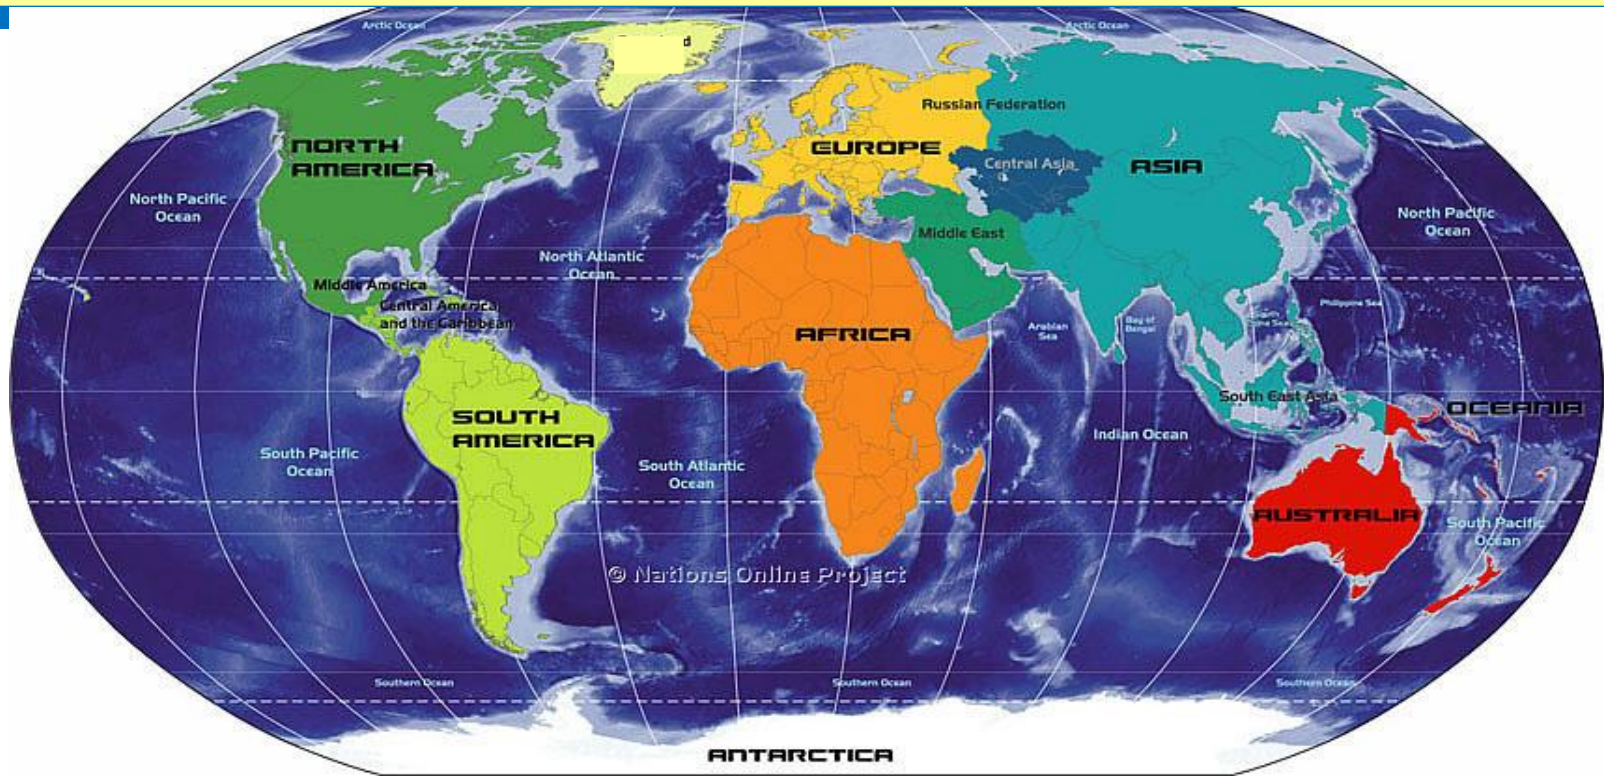 Arctic Ocean
Arctic Ocean
d
Russian Federation
NORTH
AMERICA
EUROPE
Central Asia
ASIA
North Pacific
Ocean
North Pacific
Ocean
Middle East
North Atlantic
Ocean
Middle America
Central America
and the Caribbean
Philippine Sea
Bay of
Bengal
Arabian
Sea
AFRICA
South East Asia
OCEANIA
SOUTH
AMERICA
Indian Ocean
South Pacific
Ocean
South Atlantic
Ocean
AUSTRALIA
South Pacific
Ocean
© Nations Online Project
Southern Ocean
Southern Ocean
Southern Ocean
ANTARCTICA